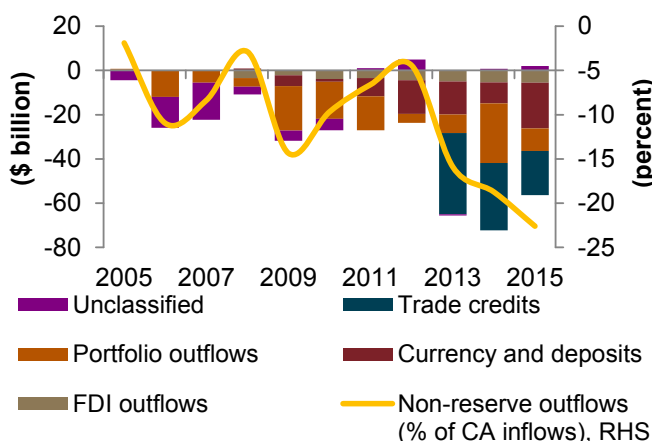 20
0
-20
-40
-60
-80
($ billion)
0
-5
-10
-15
-20
-25
(percent)
2005 2007 2009 2011 2013 2015
Unclassified
Trade credits
Portfolio outflows
Currency and deposits
FDI outflows
Non-reserve outflows
(% of CA inflows), RHS